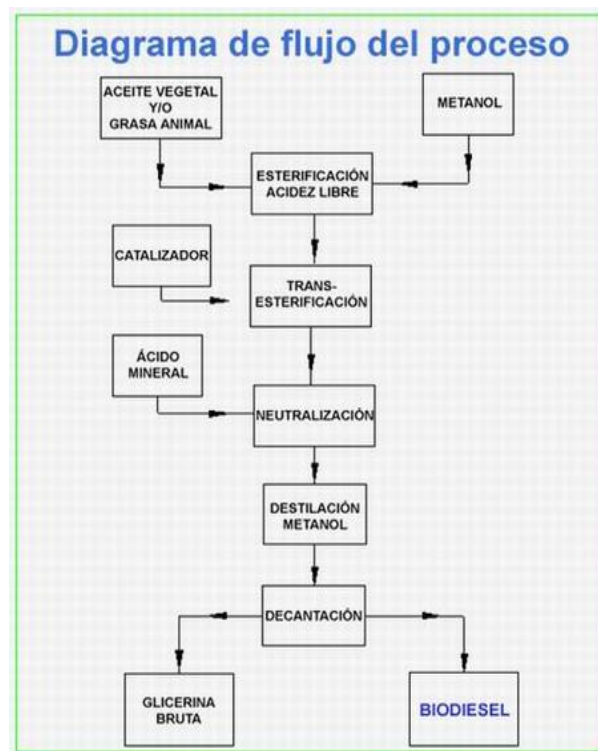 Diagrama de flujo del proceso
ACEITE VEGETAL
Y/O
GRASA ANIMAL
METANOL
ESTERIFICACIÓN
ACIDEZ LIBRE
CATALIZADOR
TRANS-
ESTERIFICACIÓN
ÁCIDO
MINERAL
NEUTRALIZACIÓN
DESTILACIÓN
METANOL
DECANTACIÓN
GLICERINA
BRUTA
BIODIESEL